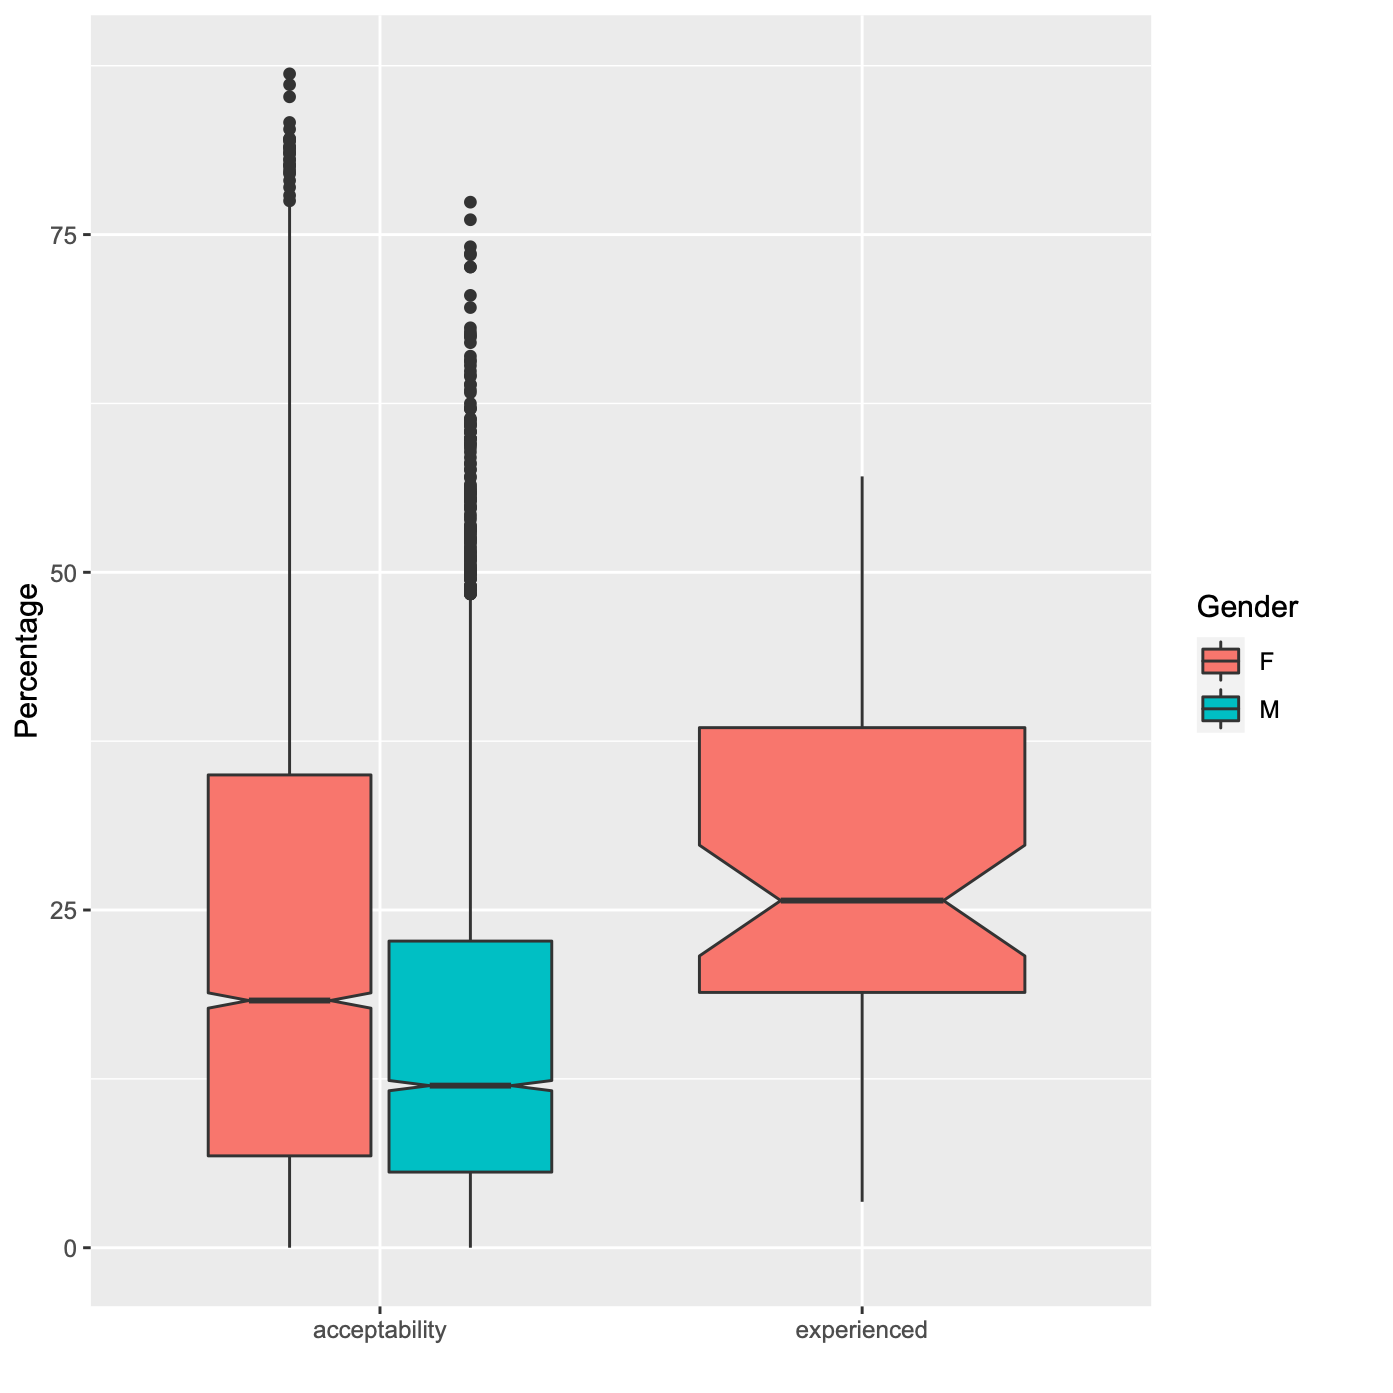 Percentage
75
50
25
0
acceptability
experienced
Gender
F
M